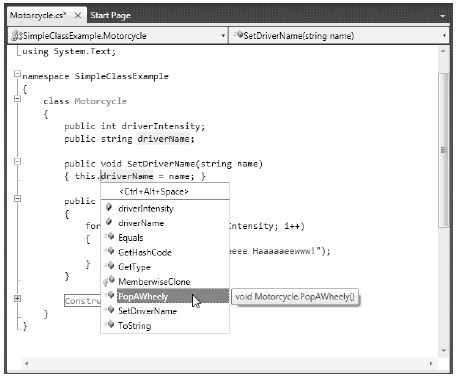 Motorcycle.cs* X Start Page
SimpleClassExample.Motorcycle SetDriverName(string name)
using System.Text;
namespace SimpleClassExample
{
class Motorcycle
{
public int driverIntensity;
public string driverName;
public void SetDriverName(string name)
{ this.driverName = name; }
<Ctrl+Alt+Space>
public
{
for Intensity; i++)
{
eeee Haaaaaeewww!");
}
}
driverIntensity
driverName
Equals
GetHashCode
GetType
MemberwiseClone
PopAWheely void Motorcycle.PopAWheely()
SetDriverName
ToString
Constru
}
}